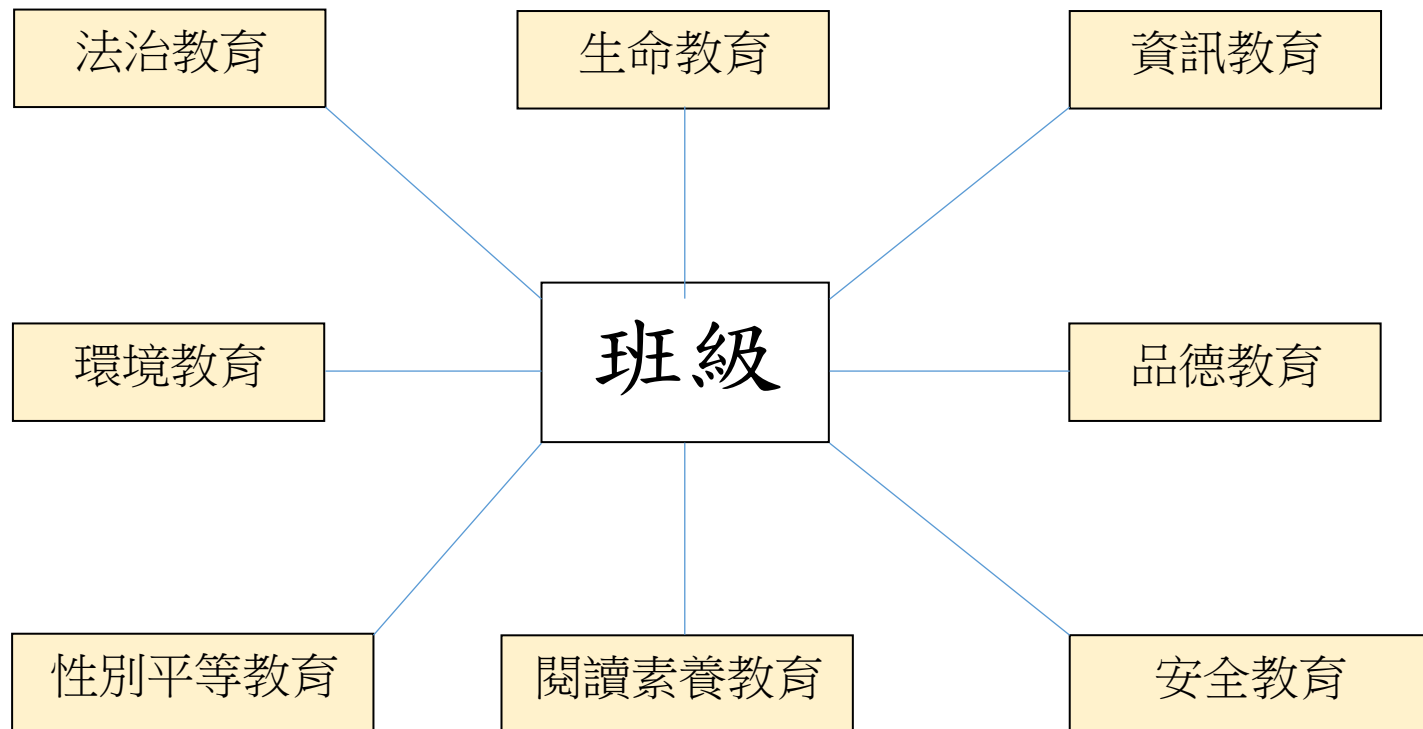 法治教育
生命教育
資訊教育
環境教育
班級
品德教育
性別平等教育
閱讀素養教育
安全教育